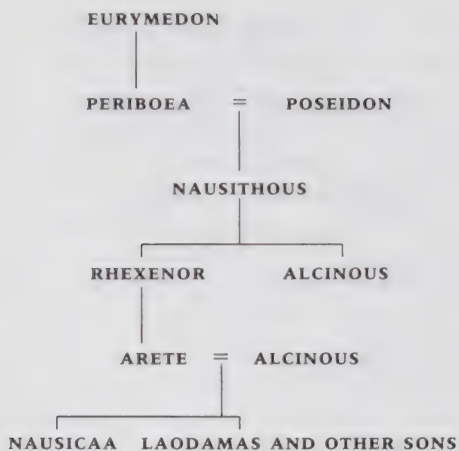 EURYMEDON
PERIBOEA = POSEIDON
NAUSITHOUS
RHEXENOR ALCINOUS
ARETE = ALCINOUS
NAUSICAA LAODAMAS AND OTHER SONS